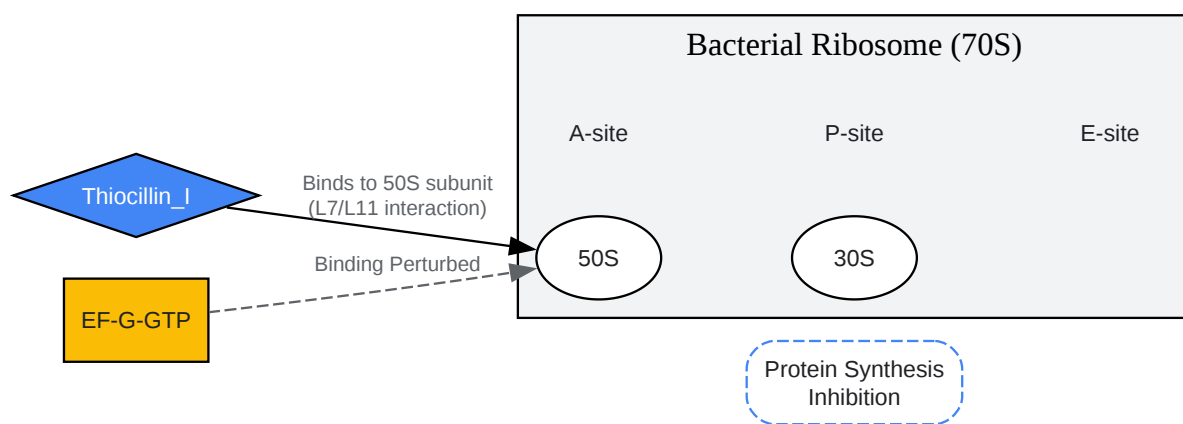 Bacterial Ribosome (70S)
A-site
P-site
E-site
Thiocillin_I
Binds to 50S subunit
(L7/L11 interaction)
50S
30S
Binding Perturbed
EF-G-GTP
Protein Synthesis
Inhibition